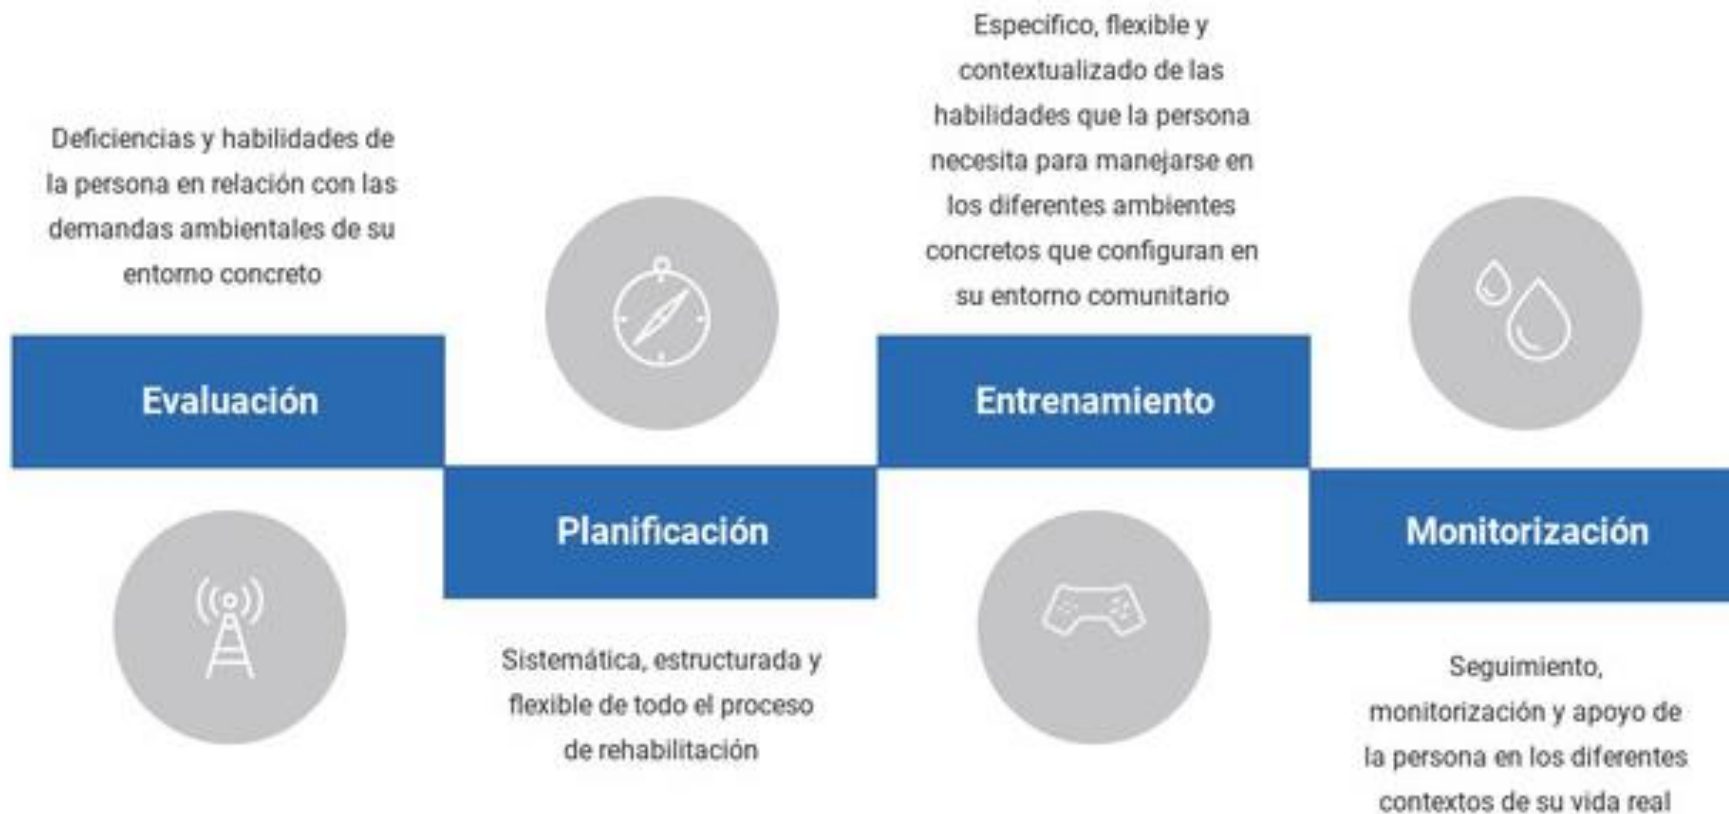 Deficiencias y habilidades de
la persona en relación con las
demandas ambientales de su
entorno concreto
Evaluación
Planificación
Sistemática, estructurada y
flexible de todo el proceso
de rehabilitación
Específico, flexible y
contextualizado de las
habilidades que la persona
necesita para manejarse en
los diferentes ambientes
concretos que configuran en
su entorno comunitario
Entrenamiento
Monitorización
Seguimiento,
monitorización y apoyo de
la persona en los diferentes
contextos de su vida real